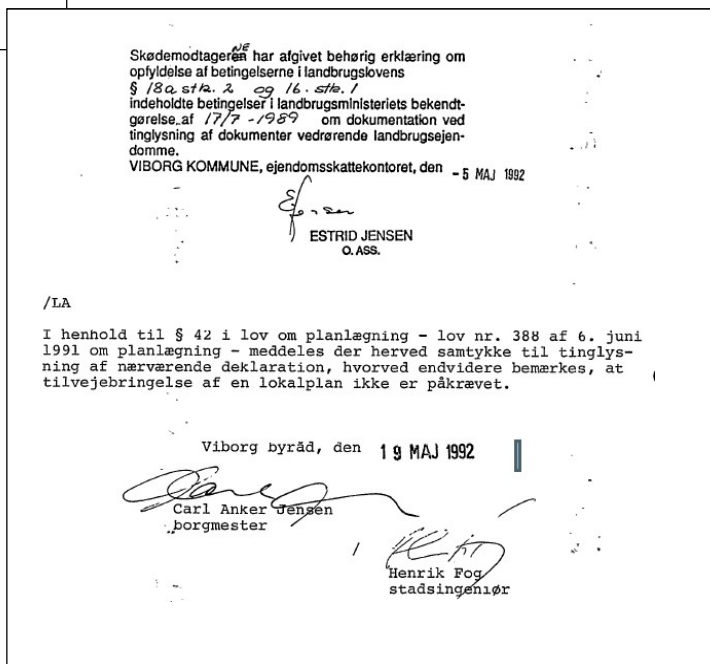 Skødemodtagerne har afgivet behørig erklæring om
opfyldelse af betingelserne i landbrugslovens
§ 18a stk. 2 og 16. stk. 1
indeholdte betingelser i landbrugsministeriets bekendt-
gørelse af 17/7 -1989 om dokumentation ved
tinglysning af dokumenter vedrørende landbrugsejen-
domme.
VIBORG KOMMUNE, ejendomsskattekontoret, den - 5 MAJ 1992
EJensen
ESTRID JENSEN
O. ASS.
/LA
I henhold til § 42 i lov om planlægning - lov nr. 388 af 6. juni
1991 om planlægning - meddeles der herved samtykke til tinglys-
ning af nærværende deklaration, hvorved endvidere bemærkes, at
tilvejebringelse af en lokalplan ikke er påkrævet.
Viborg byråd, den 19 MAJ 1992
Carl Anker Jensen
borgmester
Henrik Fog
stadsingeniør